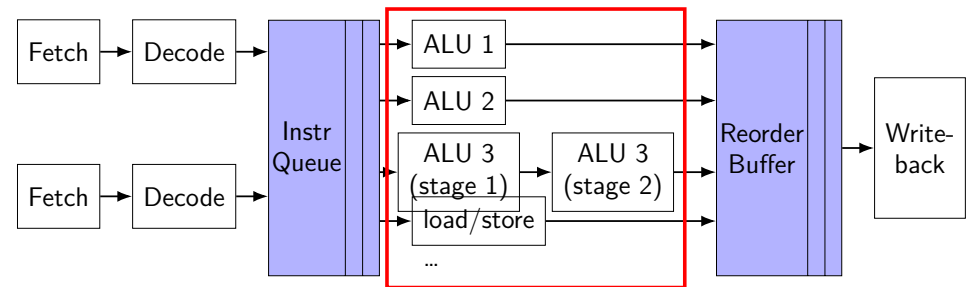 Fetch
Decode
Fetch
Decode
Instr
Queue
ALU 1
ALU 2
ALU 3
(stage 1)
ALU 3
(stage 2)
load/store
...
Reorder
Buffer
Write-
back